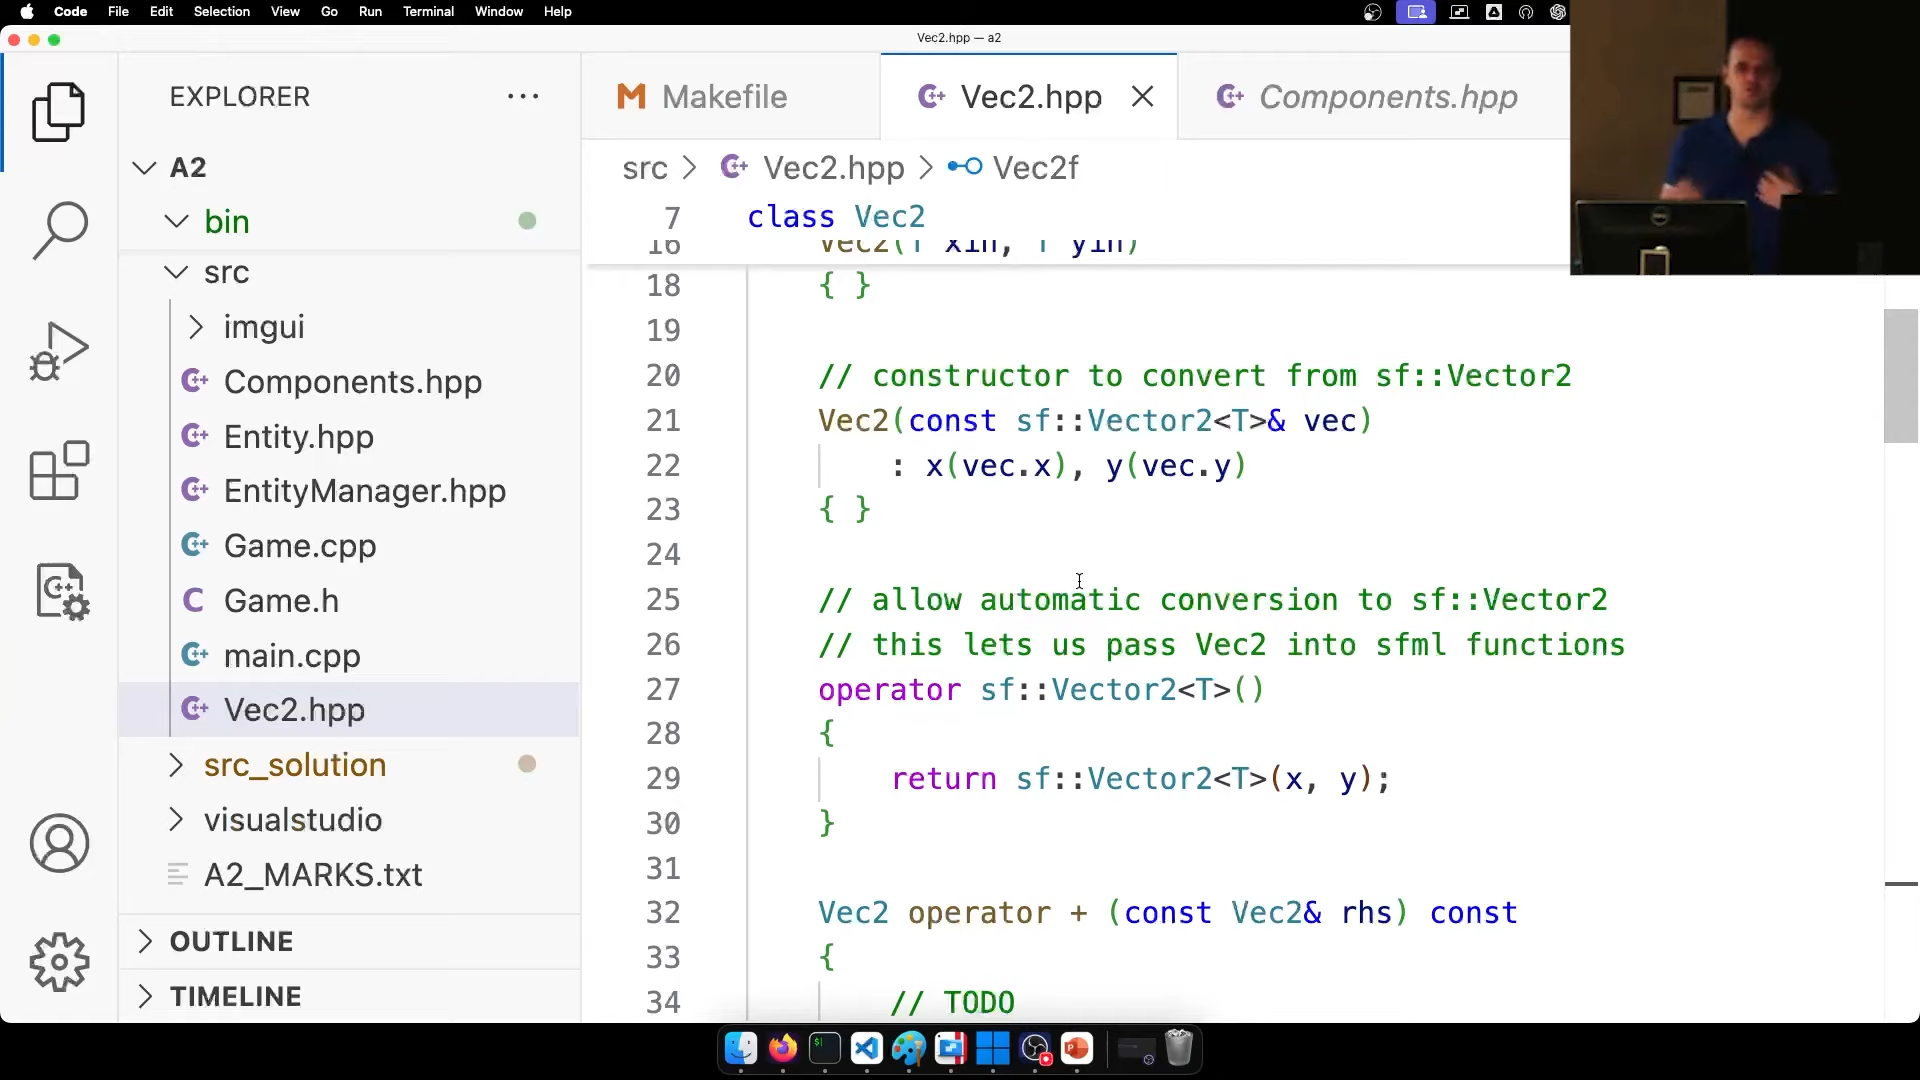 Code File Edit Selection View Go Run Terminal Window Help
Vec2.hpp — a2
EXPLORER
A2
bin
src
imgui
Components.hpp
Entity.hpp
EntityManager.hpp
Game.cpp
Game.h
main.cpp
Vec2.hpp
src_solution
visualstudio
A2_MARKS.txt
OUTLINE
TIMELINE
Makefile Vec2.hpp Components.hpp
src > Vec2.hpp > Vec2f
7 class Vec2
16 Vec2(T xin, T yin)
18 { }
19
20 // constructor to convert from sf::Vector2
21 Vec2(const sf::Vector2<T>& vec)
22 : x(vec.x), y(vec.y)
23 { }
24
25 // allow automatic conversion to sf::Vector2
26 // this lets us pass Vec2 into sfml functions
27 operator sf::Vector2<T>()
28 {
29 return sf::Vector2<T>(x, y);
30 }
31
32 Vec2 operator + (const Vec2& rhs) const
33 {
34 // TODO